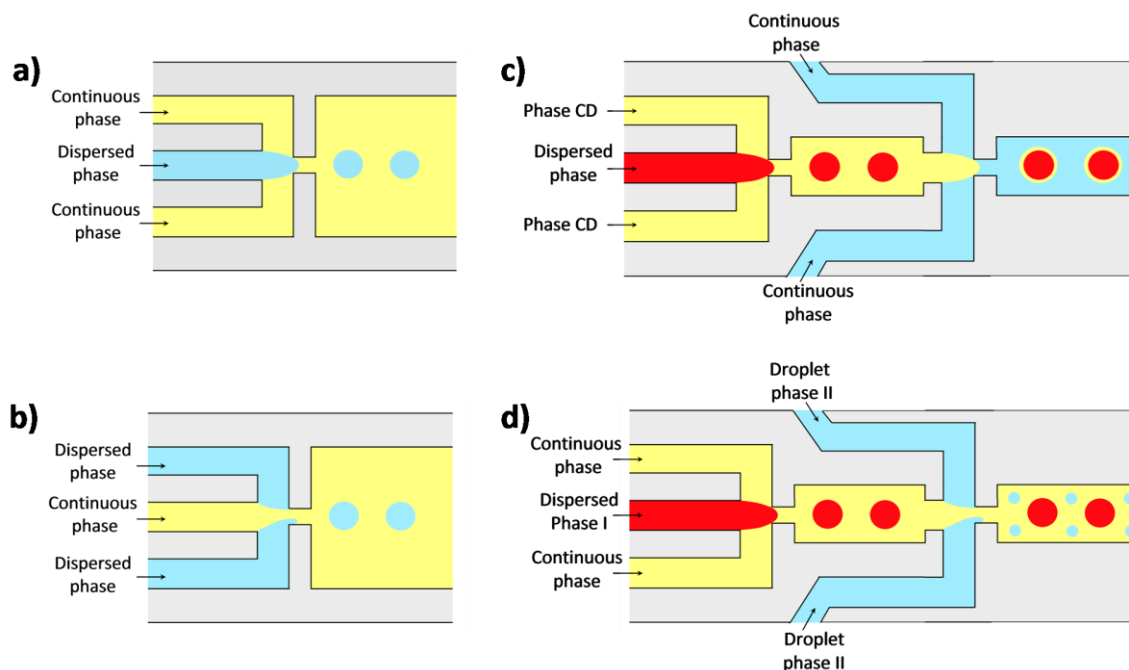 a)
Continuous
phase
Dispersed
phase
Continuous
phase
c)
Continuous
phase
Phase CD
Dispersed
phase
Phase CD
Continuous
phase
b)
Dispersed
phase
Continuous
phase
Dispersed
phase
d)
Droplet
phase II
Continuous
phase
Dispersed
Phase I
Continuous
phase
Droplet
phase II